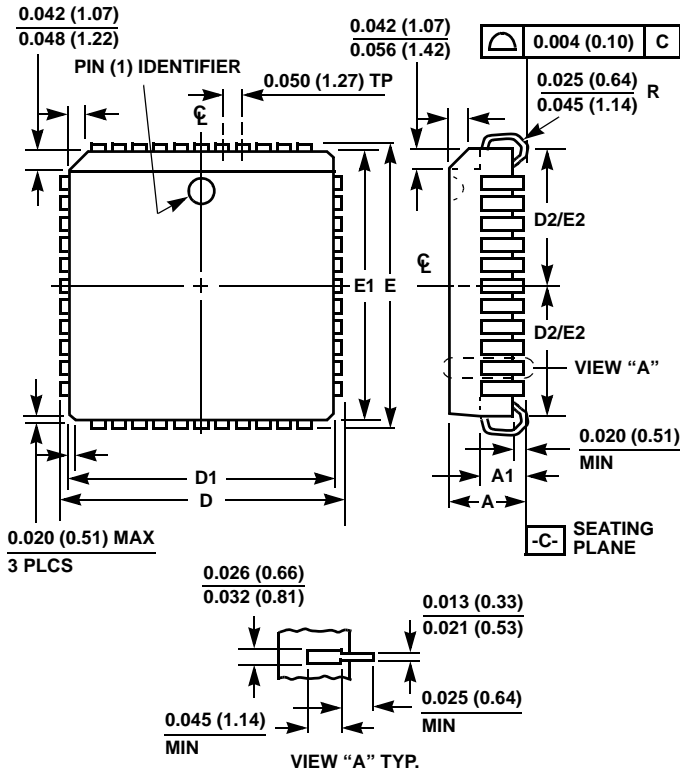 0.042 (1.07)
0.048 (1.22)
PIN (1) IDENTIFIER
0.050 (1.27) TP
℄
0.042 (1.07)
0.056 (1.42)
0.004 (0.10) C
0.025 (0.64)
0.045 (1.14)
R
℄
D2/E2
E1 E
D2/E2
VIEW “A”
0.020 (0.51)
MIN
A1
A
D1
D
0.020 (0.51) MAX
3 PLCS
-C-
SEATING
PLANE
0.026 (0.66)
0.032 (0.81)
0.013 (0.33)
0.021 (0.53)
0.025 (0.64)
MIN
0.045 (1.14)
MIN
VIEW “A” TYP.